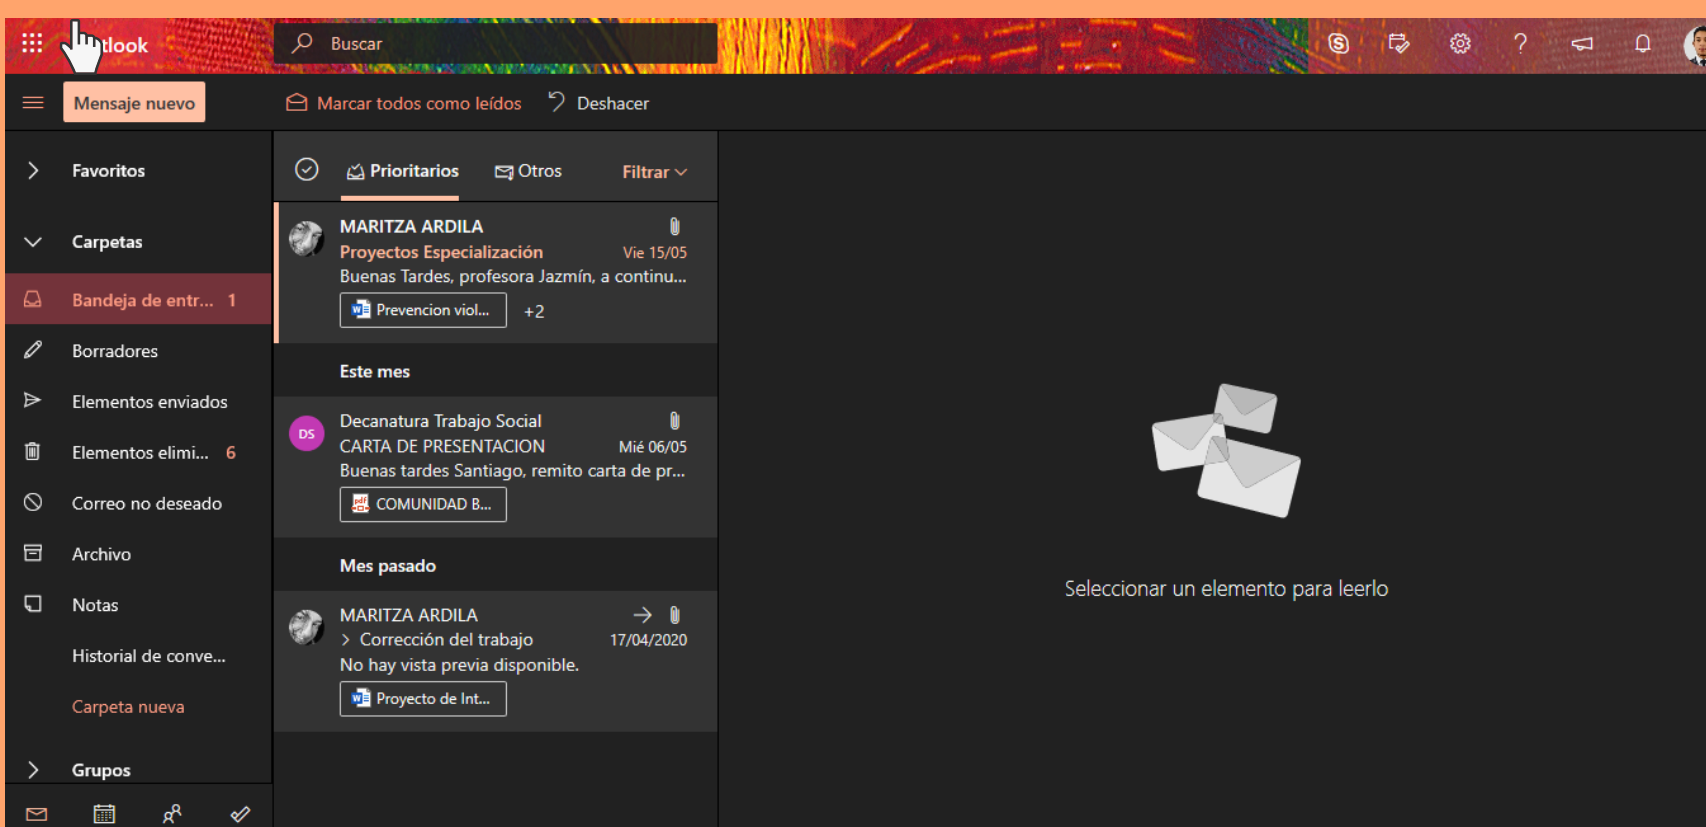 tlook
Buscar
Mensaje nuevo
Marcar todos como leídos
Deshacer
Favoritos
Carpetas
Bandeja de entr... 1
Borradores
Elementos enviados
Elementos elimi... 6
Correo no deseado
Archivo
Notas
Historial de conve...
Carpeta nueva
Grupos
Prioritarios
Otros
Filtrar
MARITZA ARDILA
Proyectos Especialización Vie 15/05
Buenas Tardes, profesora Jazmín, a continu...
Prevencion viol... +2
Este mes
DS
Decanatura Trabajo Social
CARTA DE PRESENTACION Mié 06/05
Buenas tardes Santiago, remito carta de pr...
pdf COMUNIDAD B...
Mes pasado
MARITZA ARDILA
> Corrección del trabajo 17/04/2020
No hay vista previa disponible.
Proyecto de Int...
Seleccionar un elemento para leerlo